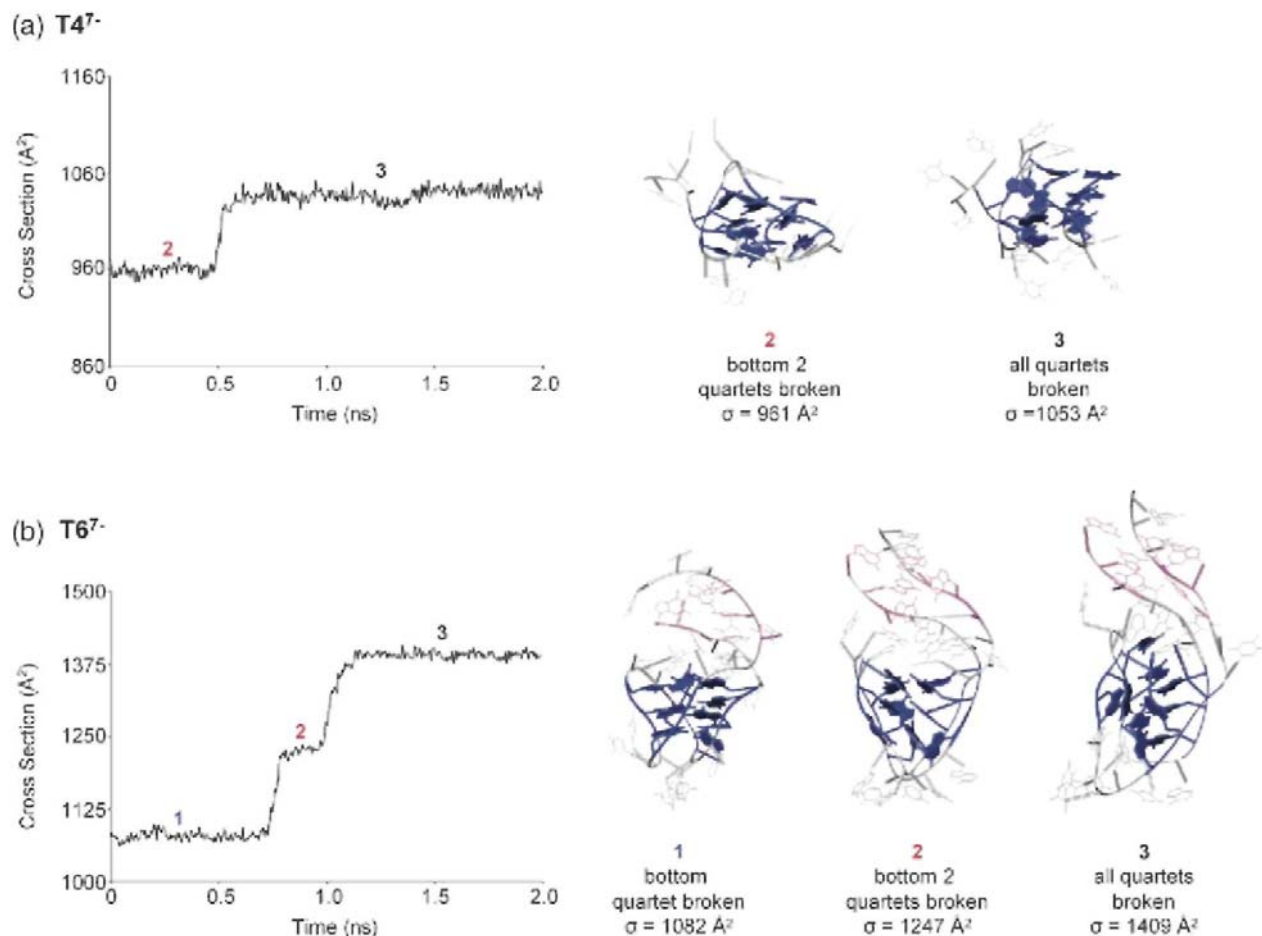 (a) T4⁷⁻
1160
1060
960
860
Cross Section (Å²)
2
3
0 0.5 1.0 1.5 2.0
Time (ns)
2
bottom 2
quartets broken
σ = 961 Å²
3
all quartets
broken
σ =1053 Å²
(b) T6⁷⁻
1500
1375
1250
1125
1000
Cross Section (Å²)
1
2
3
0 0.5 1.0 1.5 2.0
Time (ns)
1
bottom
quartet broken
σ = 1082 Å²
2
bottom 2
quartets broken
σ = 1247 Å²
3
all quartets
broken
σ = 1409 Å²